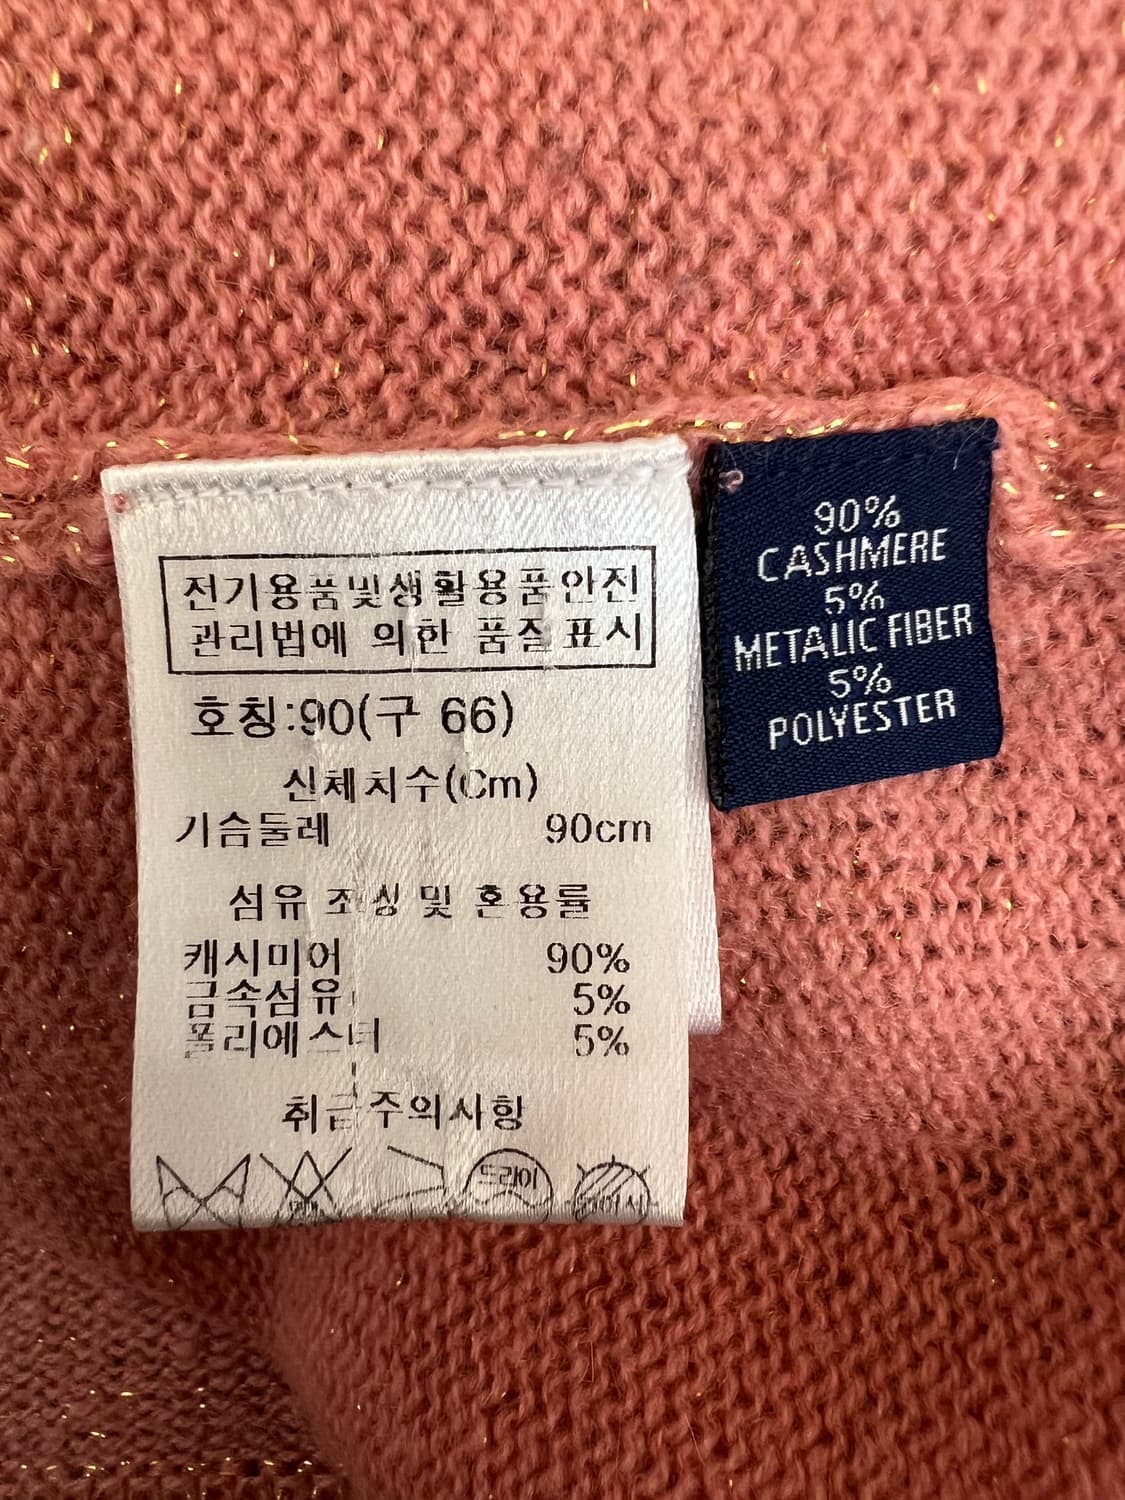 전기용품및생활용품안전
관리법에 의한 품질표시
호칭:90(구 66)
신체치수(Cm)
가슴둘레 90cm
섬유 조성 및 혼용률
캐시미어 90%
금속섬유 5%
폴리에스터 5%
취급주의사항
드라이
90%
CASHMERE
5%
METALIC FIBER
5%
POLYESTER